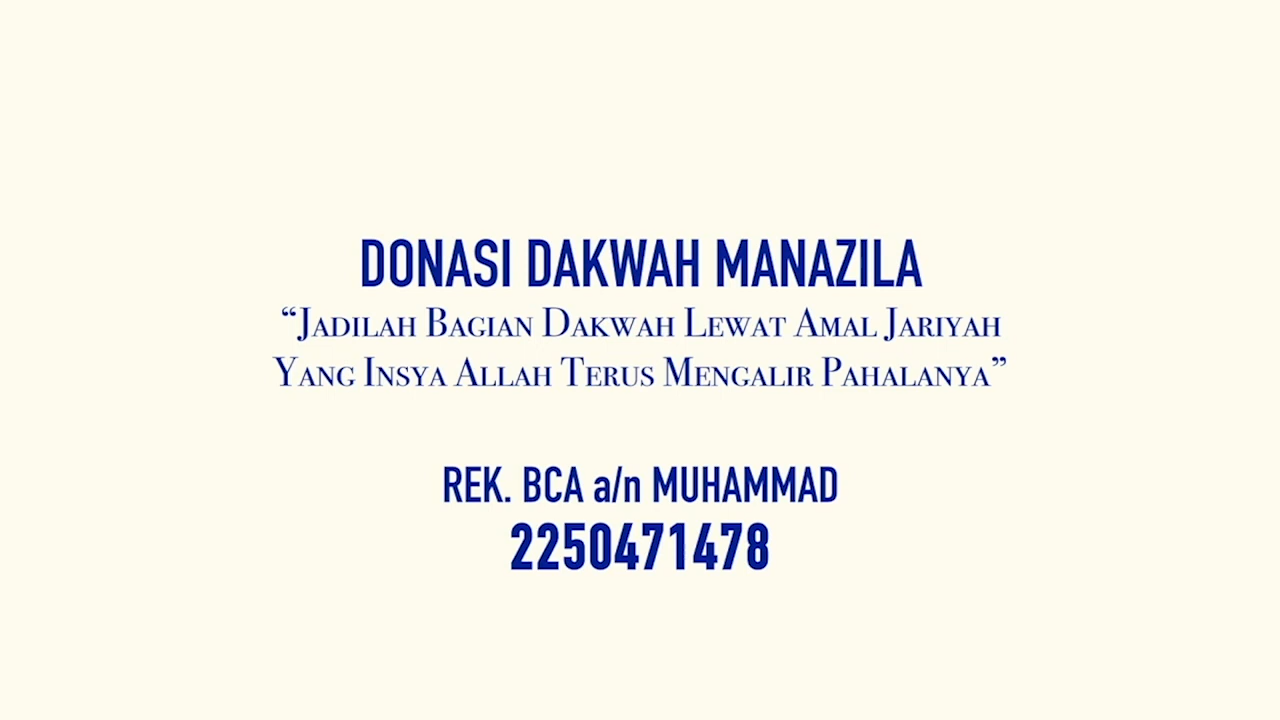 DONASI DAKWAH MANAZILA
“Jadilah Bagian Dakwah Lewat Amal Jariyah
Yang Insya Allah Terus Mengalir Pahalanya”
REK. BCA a/n MUHAMMAD
2250471478